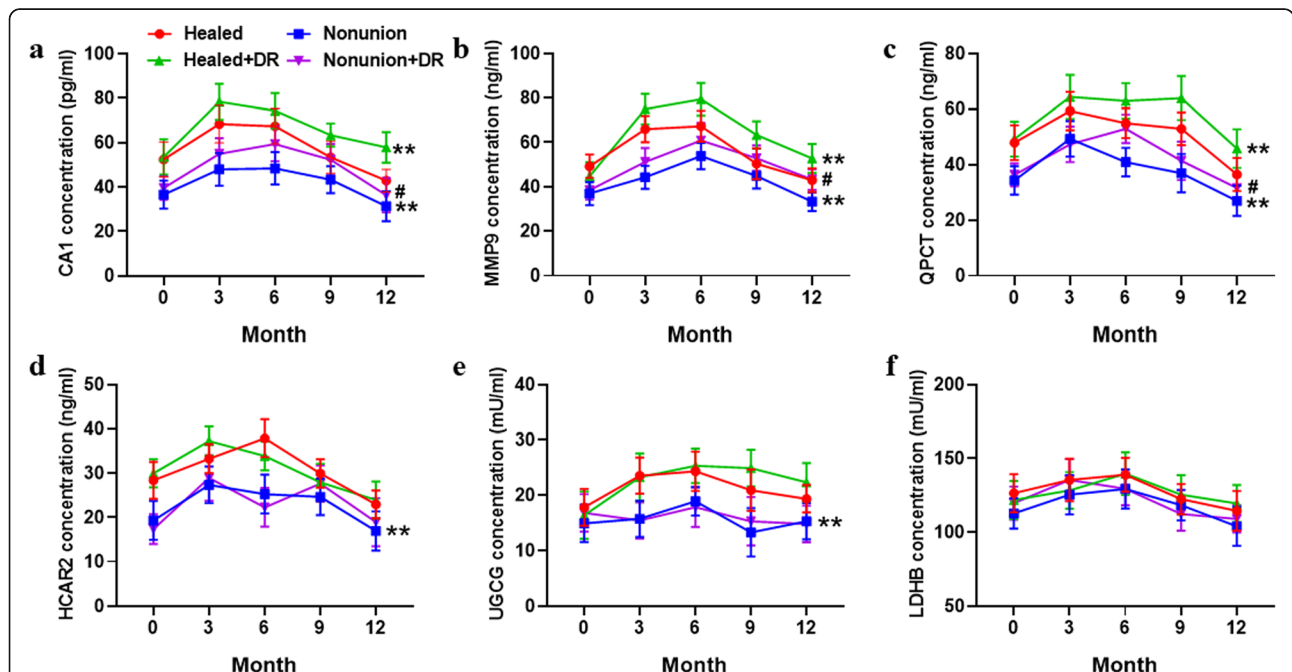 a
Healed
Nonunion
Healed+DR
Nonunion+DR
CA1 concentration (pg/ml)
100
80
60
40
20
0
0 3 6 9 12
Month
**
#
**
b
MMP9 concentration (ng/ml)
100
80
60
40
20
0
0 3 6 9 12
Month
**
#
**
c
QPCT concentration (ng/ml)
80
60
40
20
0
0 3 6 9 12
Month
**
#
**
d
HCAR2 concentration (ng/ml)
50
40
30
20
10
0
0 3 6 9 12
Month
**
e
UGCG concentration (mU/ml)
40
30
20
10
0
0 3 6 9 12
Month
**
f
LDHB concentration (mU/ml)
200
150
100
50
0 3 6 9 12
Month